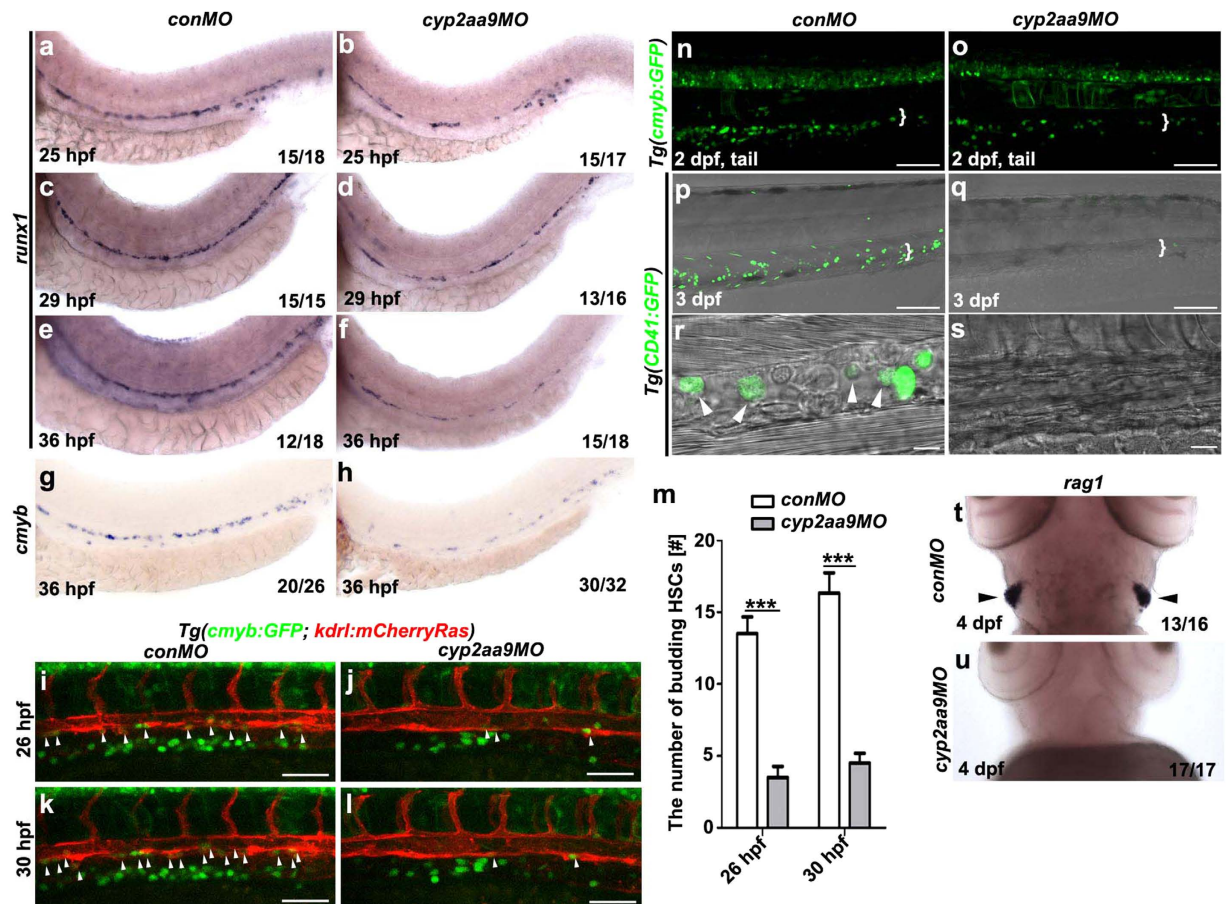 conMO
cyp2aa9MO
runx1
a
25 hpf
15/18
b
25 hpf
15/17
c
29 hpf
15/15
d
29 hpf
13/16
e
36 hpf
12/18
f
36 hpf
15/18
cmyb
g
36 hpf
20/26
h
36 hpf
30/32
Tg(cmyb:GFP; kdrl:mCherryRas)
conMO
cyp2aa9MO
26 hpf
i
j
30 hpf
k
l
conMO
cyp2aa9MO
Tg(cmyb:GFP)
n
}
2 dpf, tail
o
}
2 dpf, tail
Tg(CD41:GFP)
p
}
3 dpf
q
}
3 dpf
r
s
m
conMO
cyp2aa9MO
The number of budding HSCs [#]
20
15
10
5
0
***
***
26 hpf
30 hpf
rag1
conMO
t
4 dpf
13/16
cyp2aa9MO
u
4 dpf
17/17